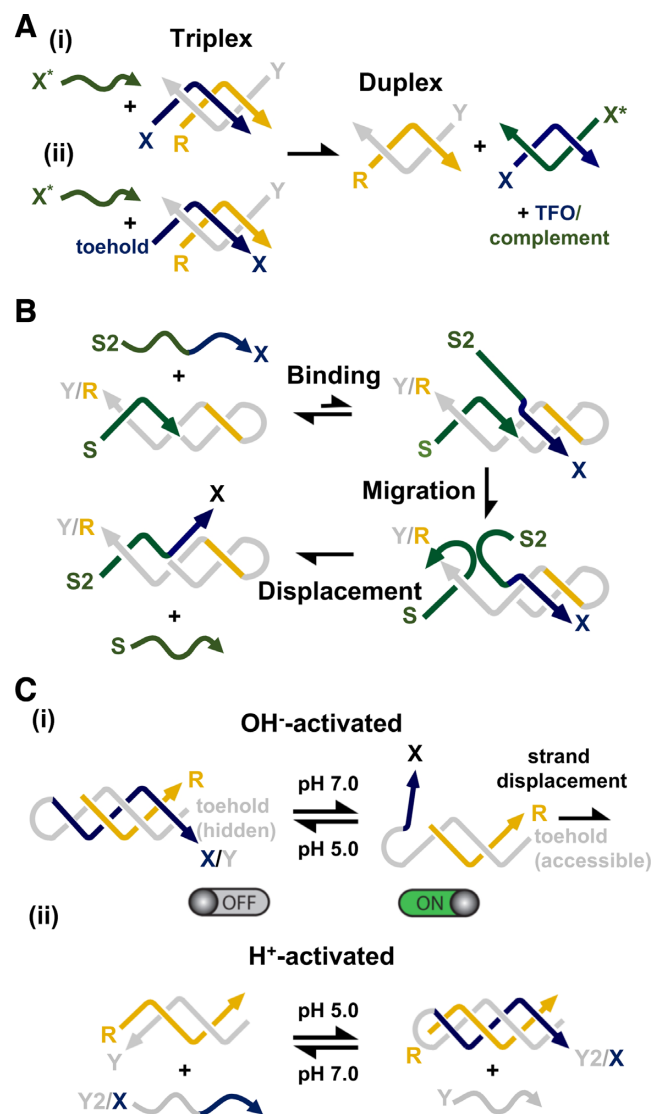 A
(i)
Triplex
X*
+
X
R
Y
Duplex
Y
R
+
X*
X
+ TFO/
complement
(ii)
X*
+
toehold
R
X
Y
B
S2
X
+
Y/R
S
Binding
S2
Y/R
S
X
Migration
Y/R
S2
S
X
Displacement
X
Y/R
S2
+
S
C
(i)
OH⁻-activated
R
toehold
(hidden)
X/Y
pH 7.0
pH 5.0
X
strand
displacement
R
toehold
(accessible)
OFF
ON
(ii)
H⁺-activated
R
Y
+
Y2/X
pH 5.0
pH 7.0
R
Y2/X
+
Y